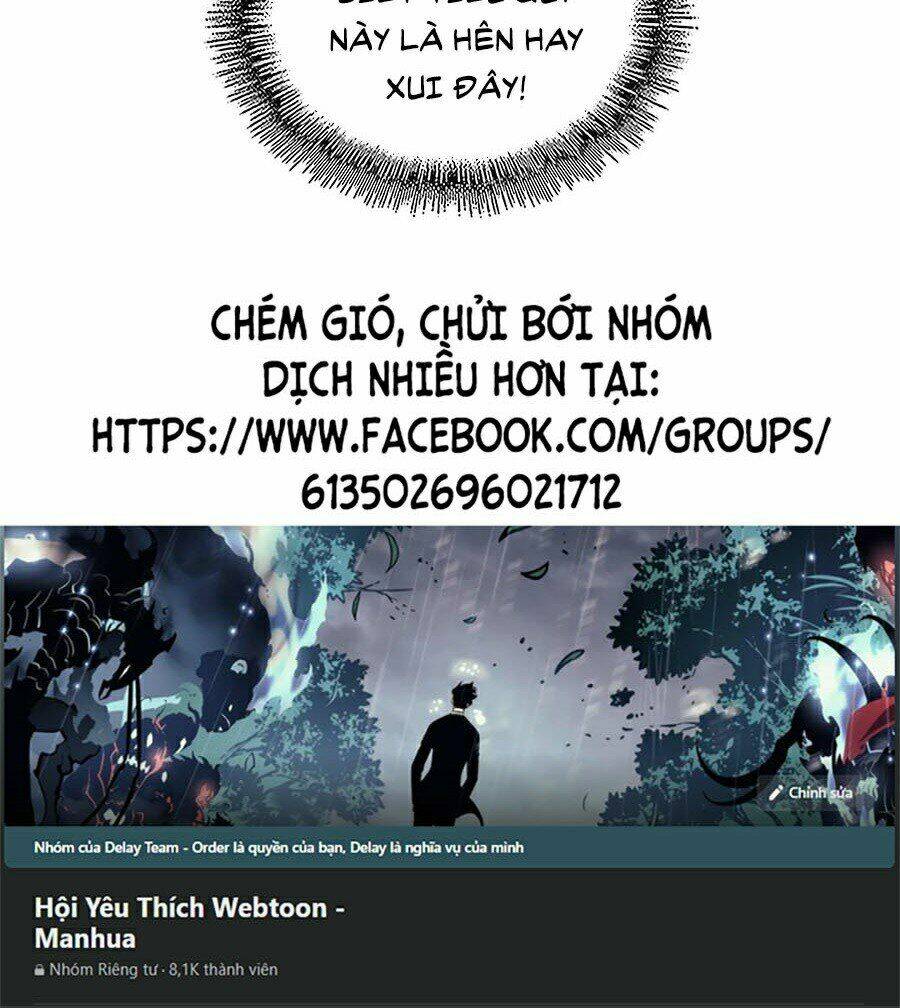 NÀY LÀ HÊN HAY
XUI ĐÂY!
CHÉM GIÓ, CHỬI BỚI NHÓM
DỊCH NHIỀU HƠN TẠI:
HTTPS://WWW.FACEBOOK.COM/GROUPS/
613502696021712
Chỉnh sửa
Nhóm của Delay Team - Order là quyền của bạn, Delay là nghĩa vụ của mình
Hội Yêu Thích Webtoon -
Manhua
Nhóm Riêng tư · 8,1K thành viên